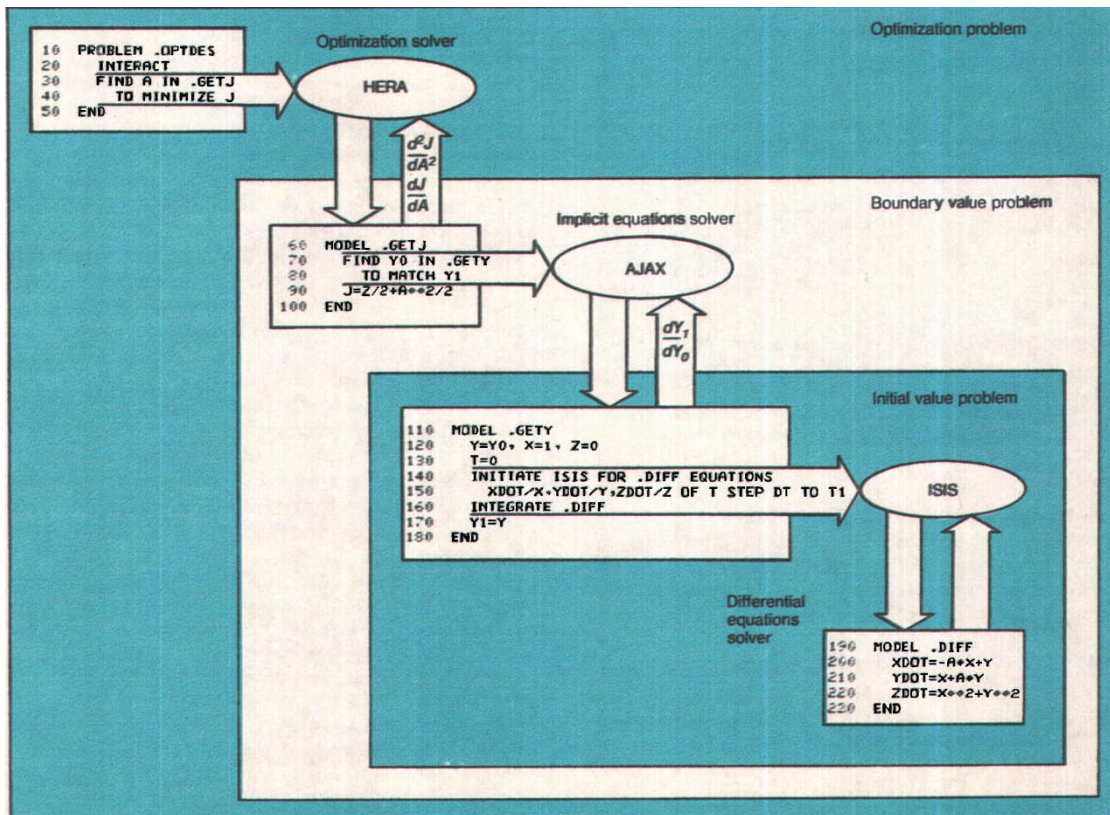 Optimization problem
10 PROBLEM .OPTDES
20 INTERACT
30 FIND A IN .GETJ
40 TO MINIMIZE J
50 END
Optimization solver
HERA
d²J
dA²
dJ
dA
Boundary value problem
60 MODEL .GETJ
70 FIND Y0 IN .GETY
80 TO MATCH Y1
90 J=Z/2+A**2/2
100 END
Implicit equations solver
AJAX
dY₁
dY₀
Initial value problem
110 MODEL .GETY
120 Y=Y0, X=1, Z=0
130 T=0
140 INITIATE ISIS FOR .DIFF EQUATIONS
150 XDOT/X,YDOT/Y,ZDOT/Z OF T STEP DT TO T1
160 INTEGRATE .DIFF
170 Y1=Y
180 END
ISIS
Differential
equations
solver
190 MODEL .DIFF
200 XDOT=-A*X+Y
210 YDOT=X+A*Y
220 ZDOT=X**2+Y**2
230 END